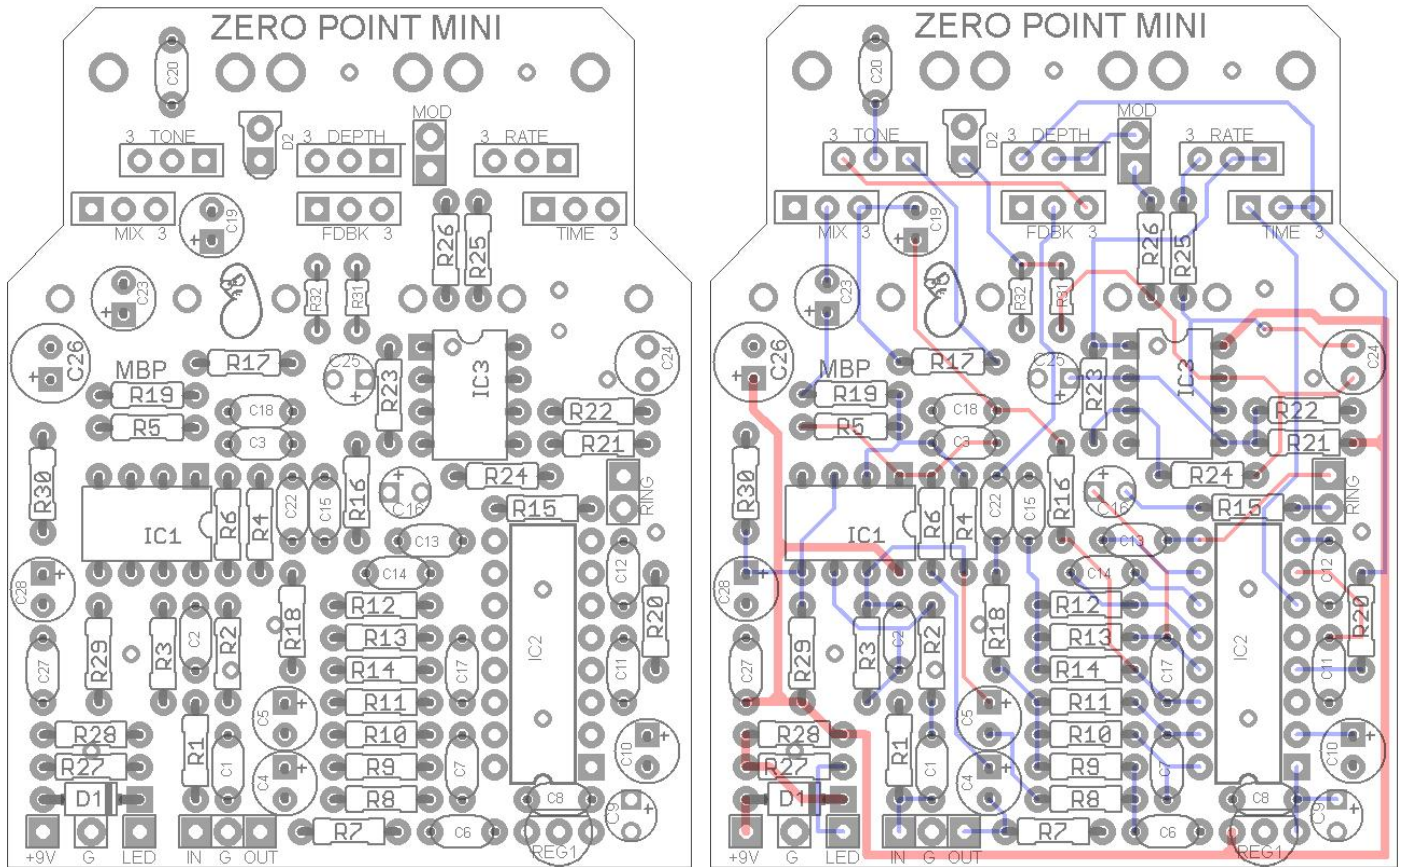 ZERO POINT MINI
C20
MOD
3 TONE
D2
3 DEPTH
3 RATE
C19
MIX 3
FDBK 3
TIME 3
R26
R25
C23
R32
R31
C26
MBP
R17
C25
R23
IC3
C24
R19
C18
R22
R5
C3
R21
R30
R24
RING
R16
C16
R15
IC1
R6
R4
C22
C15
C13
C14
C12
C28
R12
R20
R29
R3
C2
R2
R18
R13
IC2
C27
R14
C17
C11
R11
C5
R28
R1
R10
C10
R27
C1
C4
R9
C7
D1
R8
C8
C9
R7
C6
REG1
+9V
G
LED
IN
G
OUT
ZERO POINT MINI
C20
MOD
3 TONE
D2
3 DEPTH
3 RATE
C19
MIX 3
FDBK 3
TIME 3
R26
R25
C23
R32
R31
C26
MBP
R17
C25
R23
IC3
C24
R19
C18
R22
R5
C3
R21
R30
R24
RING
R16
C16
R15
IC1
R6
R4
C22
C15
C13
C14
C12
C28
R12
R20
R29
R3
C2
R2
R18
R13
IC2
C27
R14
C17
C11
R11
C5
R28
R1
R10
C10
R27
C1
C4
R9
D1
R8
C8
C9
R7
C6
REG1
+9V
G
LED
IN
G
OUT